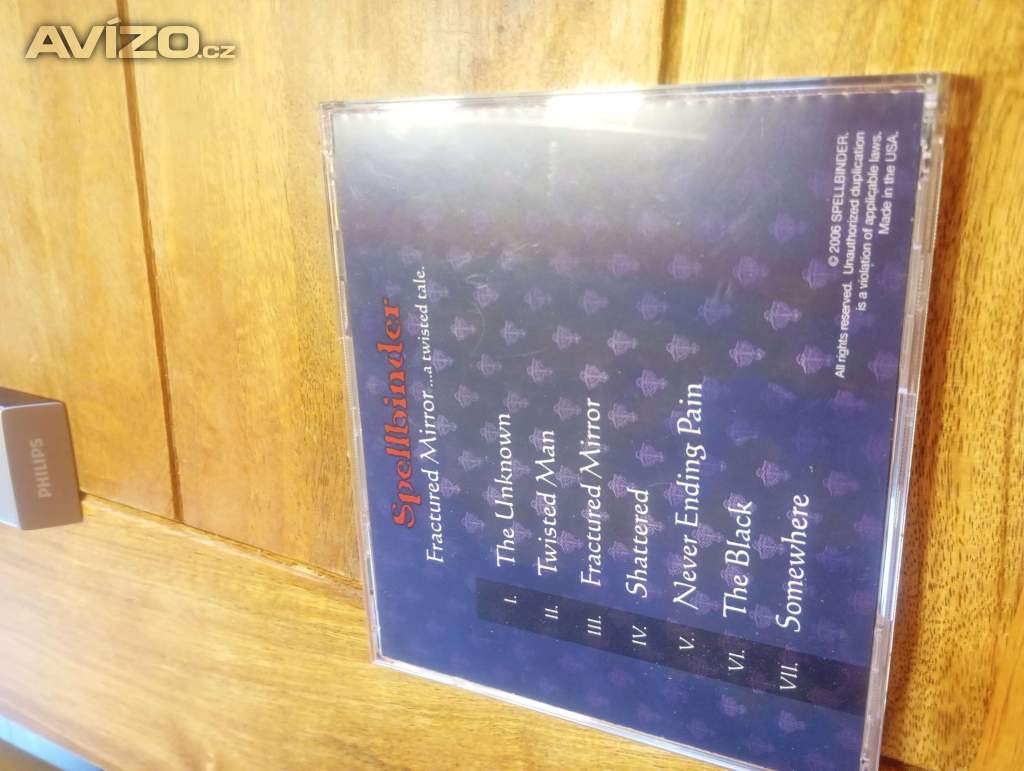 AVÍZO.cz
PHILIPS
Spellbinder
Fractured Mirror ...a twisted tale.
I. The Unknown
II. Twisted Man
III. Fractured Mirror
IV. Shattered
V. Never Ending Pain
VI. The Black
VII. Somewhere
© 2006 SPELLBINDER.
All rights reserved. Unauthorized duplication
is a violation of applicable laws.
Made in the USA.